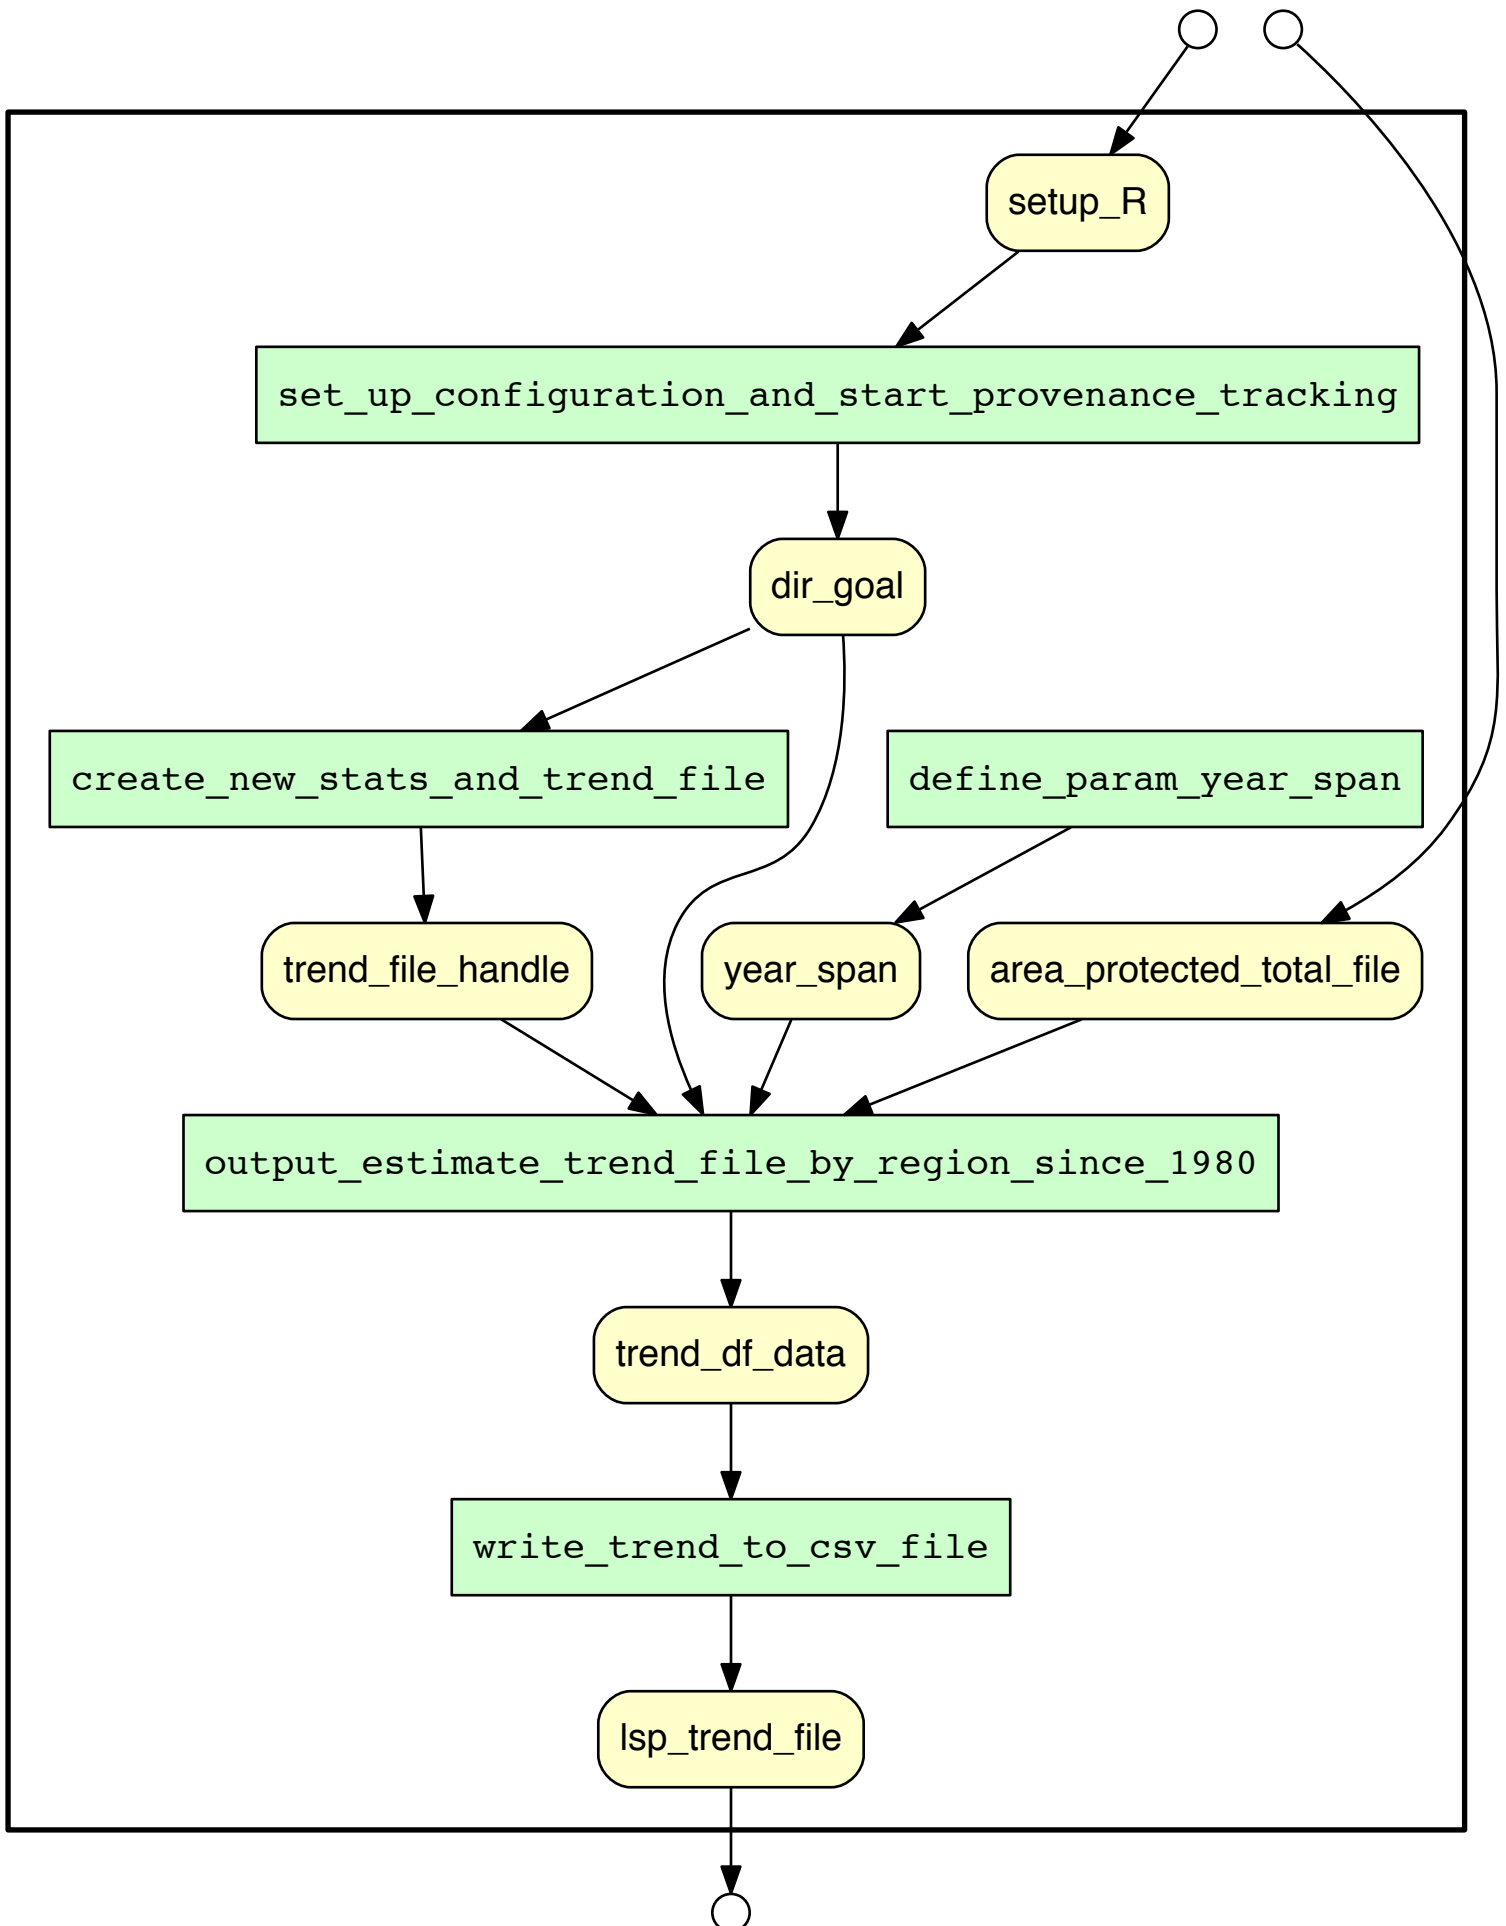 setup_R
set_up_configuration_and_start_provenance_tracking
dir_goal
create_new_stats_and_trend_file
define_param_year_span
trend_file_handle
year_span
area_protected_total_file
output_estimate_trend_file_by_region_since_1980
trend_df_data
write_trend_to_csv_file
lsp_trend_file